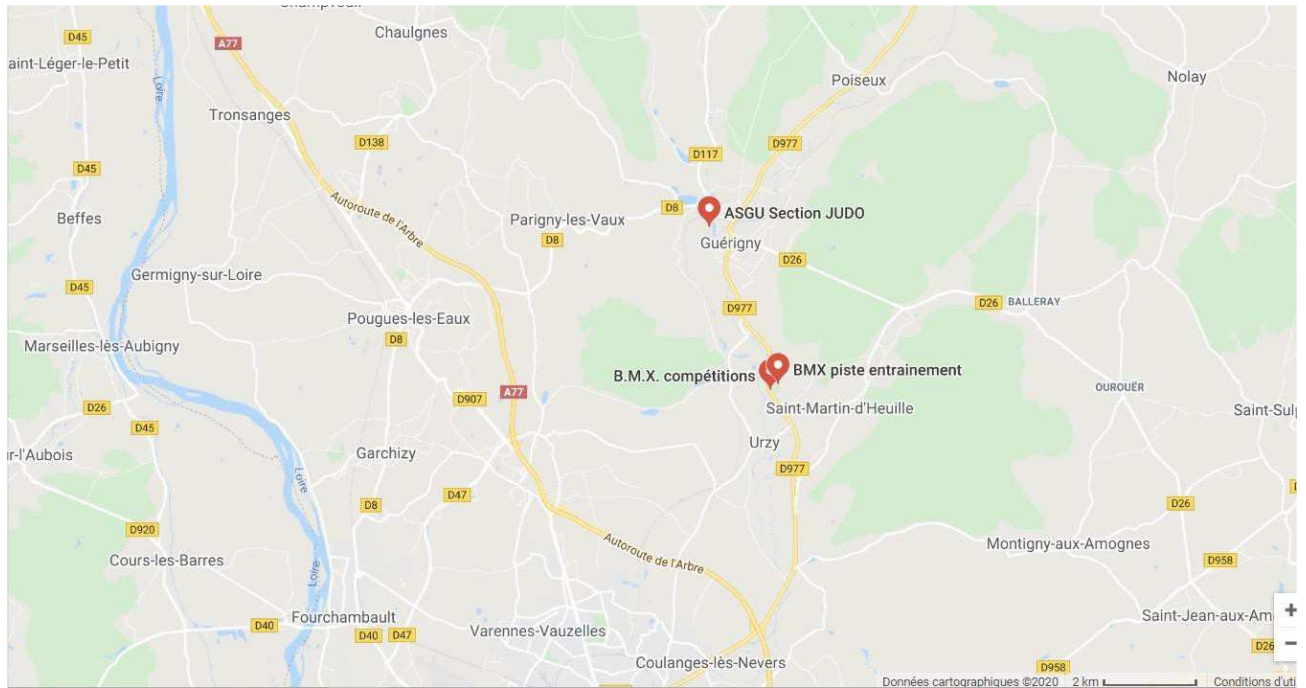 Champvoux
D45
A77
Chaulgnes
aint-Léger-le-Petit
Poiseux
Nolay
Loire
Tronsanges
D138
D977
D117
D45
Autoroute de l'Arbre
D8
ASGU Section JUDO
Beffes
Parigny-les-Vaux
D8
Guérigny
D26
Germigny-sur-Loire
D45
D977
D26
BALLERAY
Pougues-les-Eaux
D8
Marseilles-lès-Aubigny
B.M.X. compétitions
BMX piste entrainement
A77
OUROUËR
D26
D907
Saint-Martin-d'Heuille
Saint-Sulp
D45
Urzy
r-l'Aubois
Garchizy
D977
Loire
D47
D8
D26
D920
Autoroute de l'Arbre
Montigny-aux-Amognes
Cours-les-Barres
D958
Loire
Fourchambault
Saint-Jean-aux-Am
D40
D40
D47
Varennes-Vauzelles
D26
Coulanges-lès-Nevers
D958
Données cartographiques ©2020
2 km
Conditions d'uti